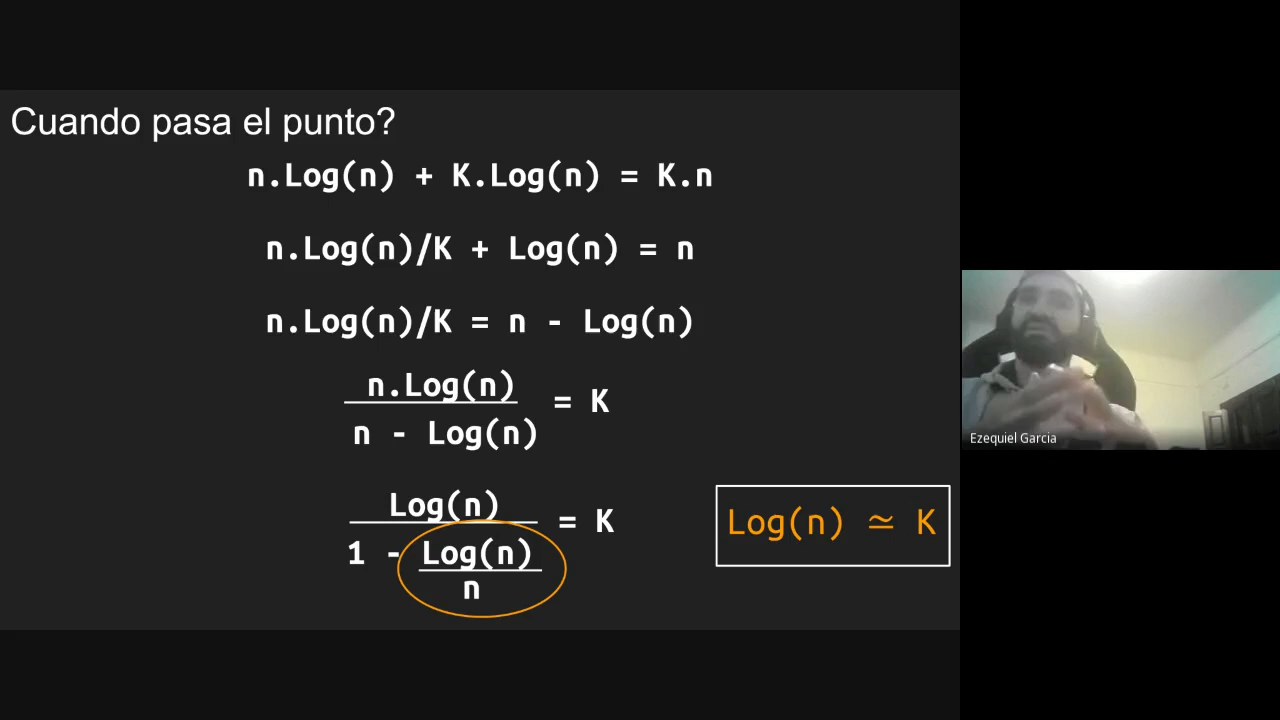 Cuando pasa el punto?
n.Log(n) + K.Log(n) = K.n
n.Log(n)/K + Log(n) = n
n.Log(n)/K = n - Log(n)
n.Log(n)
= K
n - Log(n)
Log(n)
= K
1 - Log(n)
n
Log(n) ≃ K
Ezequiel Garcia